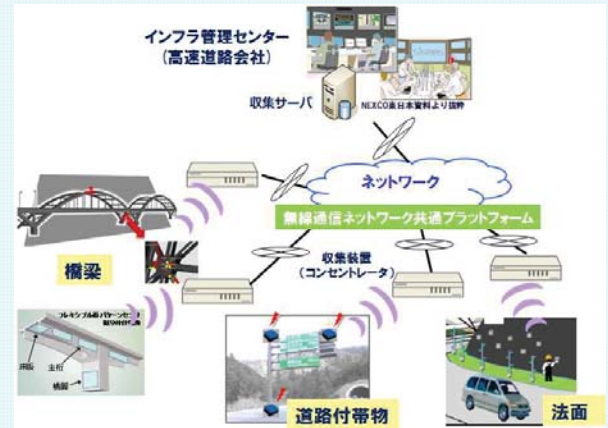 インフラ管理センター
(高速道路会社)
収集サーバ
NEXCO東日本資料より抜粋
ネットワーク
無線通信ネットワーク共通プラットフォーム
収集装置
(コンセントレータ)
橋梁
床版
主桁
橋脚
道路付帯物
法面